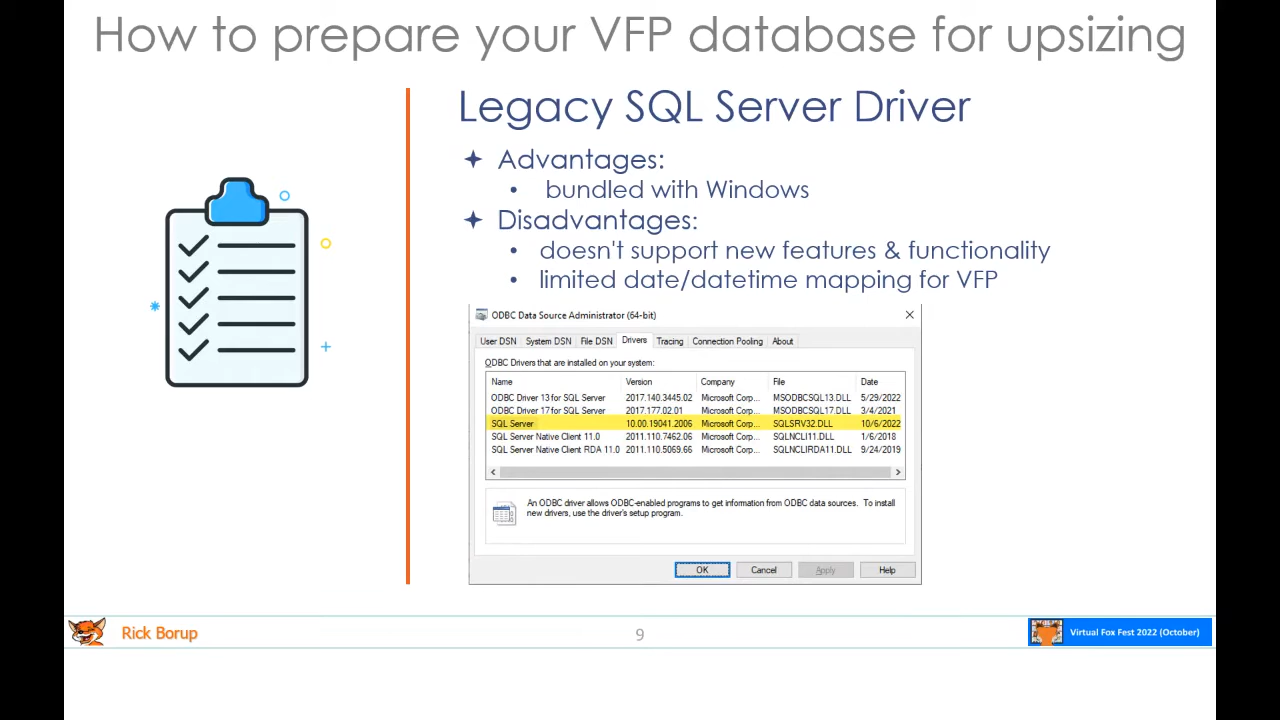 How to prepare your VFP database for upsizing
Legacy SQL Server Driver
Advantages:
bundled with Windows
Disadvantages:
doesn't support new features & functionality
limited date/datetime mapping for VFP
ODBC Data Source Administrator (64-bit)
User DSN System DSN File DSN Drivers Tracing Connection Pooling About
ODBC Drivers that are installed on your system:
Name Version Company File Date
ODBC Driver 13 for SQL Server 2017.140.3445.02 Microsoft Corp... MSODBCSQL13.DLL 5/29/2022
ODBC Driver 17 for SQL Server 2017.177.02.01 Microsoft Corp... MSODBCSQL17.DLL 3/4/2021
SQL Server 10.00.19041.2006 Microsoft Corp... SQLSRV32.DLL 10/6/2022
SQL Server Native Client 11.0 2011.110.7462.06 Microsoft Corp... SQLNCLI11.DLL 1/6/2018
SQL Server Native Client RDA 11.0 2011.110.5069.66 Microsoft Corp... SQLNCLIRDA11.DLL 9/24/2019
An ODBC driver allows ODBC-enabled programs to get information from ODBC data sources. To install
new drivers, use the driver's setup program.
OK Cancel Apply Help
Rick Borup
9
Virtual Fox Fest 2022 (October)